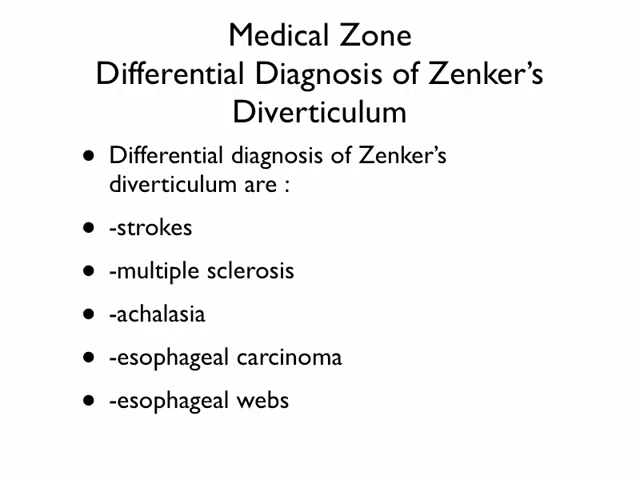 Medical Zone
Differential Diagnosis of Zenker's
Diverticulum
• Differential diagnosis of Zenker's
diverticulum are :
• -strokes
• -multiple sclerosis
• -achalasia
• -esophageal carcinoma
• -esophageal webs